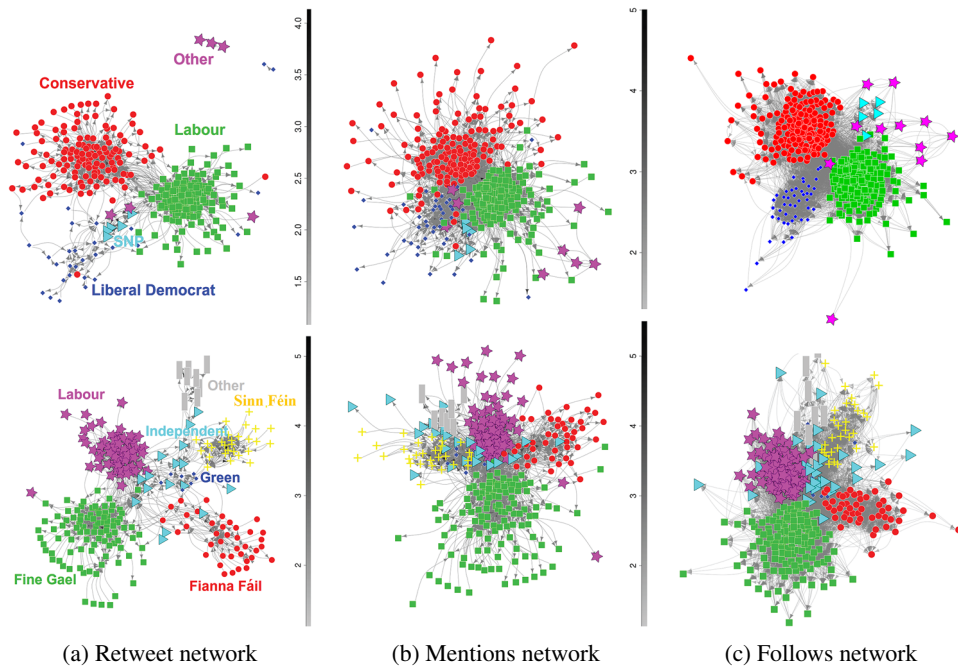 Other
Conservative
Labour
SNP
Liberal Democrat
4.0
3.5
3.0
2.5
2.0
1.5
5
4
3
2
Labour
Other
Sinn Féin
Independent
Green
Fine Gael
Fianna Fáil
5
4
3
2
5
4
3
2
(a) Retweet network
(b) Mentions network
(c) Follows network